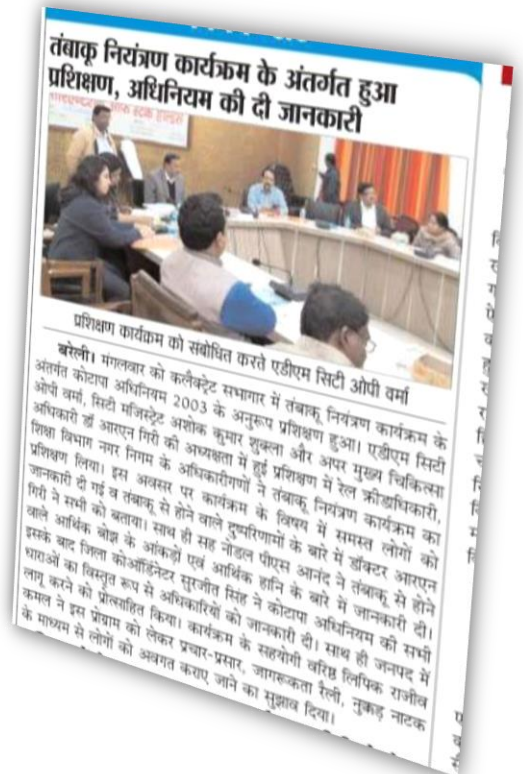 तंबाकू नियंत्रण कार्यक्रम के अंतर्गत हुआ
प्रशिक्षण, अधिनियम की दी जानकारी
प्रशिक्षण कार्यक्रम को संबोधित करते एडीएम सिटी ओपी वर्मा
बरेली। मंगलवार को कलैक्ट्रेट सभागार में तंबाकू नियंत्रण कार्यक्रम के
अंतर्गत कोटापा अधिनियम 2003 के अनुरूप प्रशिक्षण हुआ। एडीएम सिटी
ओपी वर्मा, सिटी मजिस्ट्रेट अशोक कुमार शुक्ला और अपर मुख्य चिकित्सा
अधिकारी डॉ आरएन गिरी की अध्यक्षता में हुई प्रशिक्षण में रेल क्रीडाधिकारी,
शिक्षा विभाग नगर निगम के अधिकारीगणों ने तंबाकू नियंत्रण कार्यक्रम का
प्रशिक्षण लिया। इस अवसर पर कार्यक्रम के विषय में समस्त लोगों को
जानकारी दी गई व तंबाकू से होने वाले दुष्परिणामों के बारे में डॉक्टर आरएन
गिरी ने सभी को बताया। साथ ही सह नोडल पीएस आनंद ने तंबाकू से होने
वाले आर्थिक बोझ के आंकड़ों एवं आर्थिक हानि के बारे में जानकारी दी।
इसके बाद जिला कोऑर्डिनेटर सुरजीत सिंह ने कोटापा अधिनियम की सभी
धाराओं का विस्तृत रूप से अधिकारियों को जानकारी दी। साथ ही जनपद में
लागू करने को प्रोत्साहित किया। कार्यक्रम के सहयोगी वरिष्ठ लिपिक राजीव
कमल ने इस प्रोग्राम को लेकर प्रचार-प्रसार, जागरूकता रैली, नुकड़ नाटक
के माध्यम से लोगों को अवगत कराए जाने का सुझाव दिया।